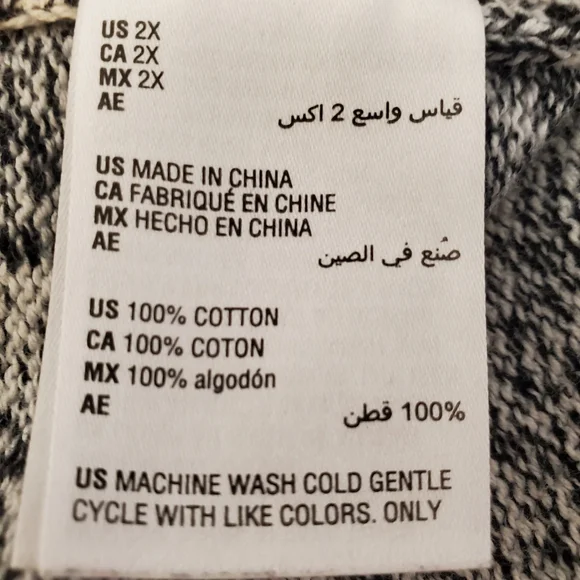 US 2X
CA 2X
MX 2X
AE قياس واسع 2 اكس
US MADE IN CHINA
CA FABRIQUÉ EN CHINE
MX HECHO EN CHINA
AE صُنع في الصين
US 100% COTTON
CA 100% COTON
MX 100% algodón
AE 100% قطن
US MACHINE WASH COLD GENTLE
CYCLE WITH LIKE COLORS. ONLY